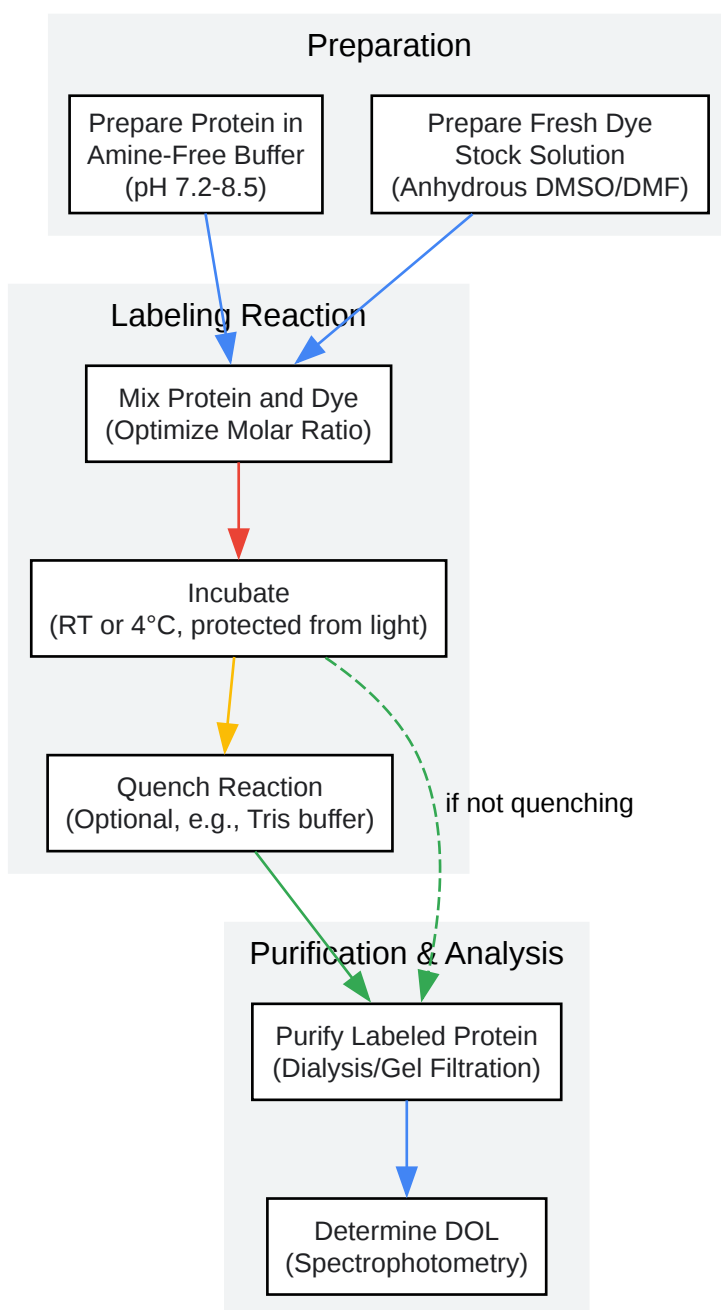 Preparation
Prepare Protein in
Amine-Free Buffer
(pH 7.2-8.5)
Prepare Fresh Dye
Stock Solution
(Anhydrous DMSO/DMF)
Labeling Reaction
Mix Protein and Dye
(Optimize Molar Ratio)
Incubate
(RT or 4°C, protected from light)
Quench Reaction
(Optional, e.g., Tris buffer)
if not quenching
Purification & Analysis
Purify Labeled Protein
(Dialysis/Gel Filtration)
Determine DOL
(Spectrophotometry)